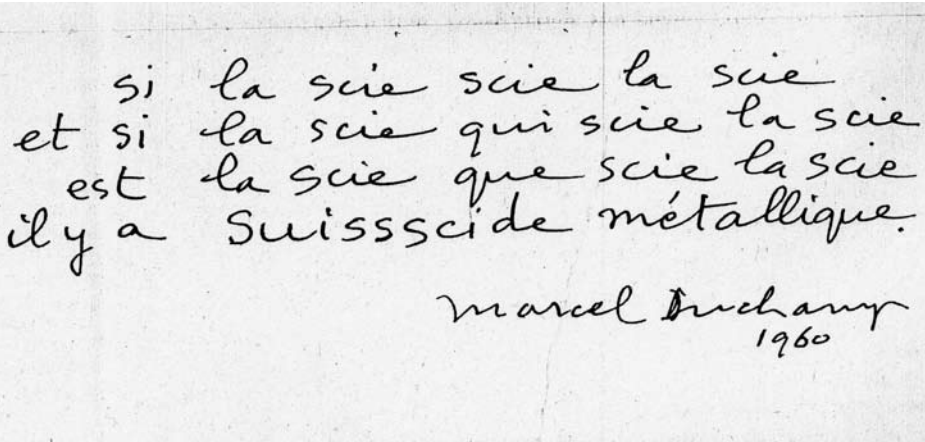 si la scie scie la scie
et si la scie qui scie la scie
est la scie que scie la scie
il y a Suissscide métallique.
Marcel Duchamp
1960